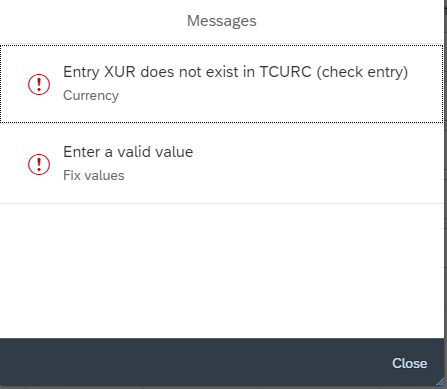 Messages
Entry XUR does not exist in TCURC (check entry)
Currency
Enter a valid value
Fix values
Close